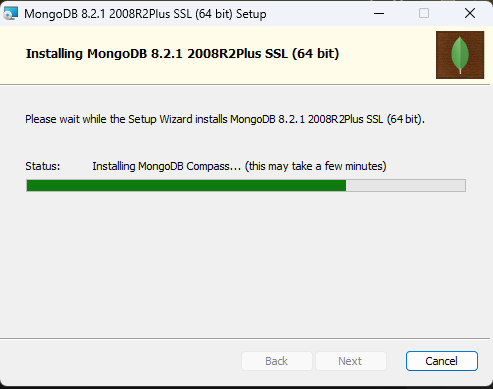 MongoDB 8.2.1 2008R2Plus SSL (64 bit) Setup
Installing MongoDB 8.2.1 2008R2Plus SSL (64 bit)
Please wait while the Setup Wizard installs MongoDB 8.2.1 2008R2Plus SSL (64 bit).
Status: Installing MongoDB Compass... (this may take a few minutes)
Back Next Cancel